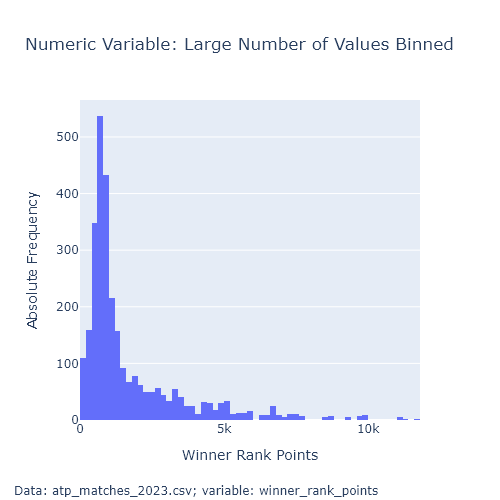 Numeric Variable: Large Number of Values Binned
500
400
300
200
100
0
Absolute Frequency
0 5k 10k
Winner Rank Points
Data: atp_matches_2023.csv; variable: winner_rank_points